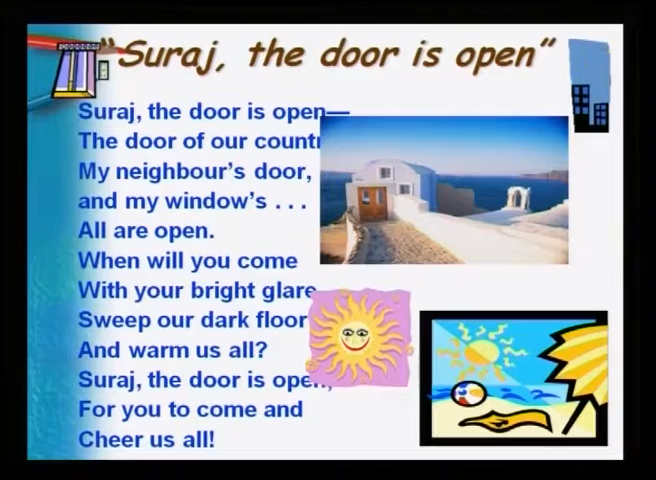 “Suraj, the door is open”
Suraj, the door is open—
The door of our countr
My neighbour’s door,
and my window’s . . .
All are open.
When will you come
With your bright glare
Sweep our dark floor
And warm us all?
Suraj, the door is open,
For you to come and
Cheer us all!